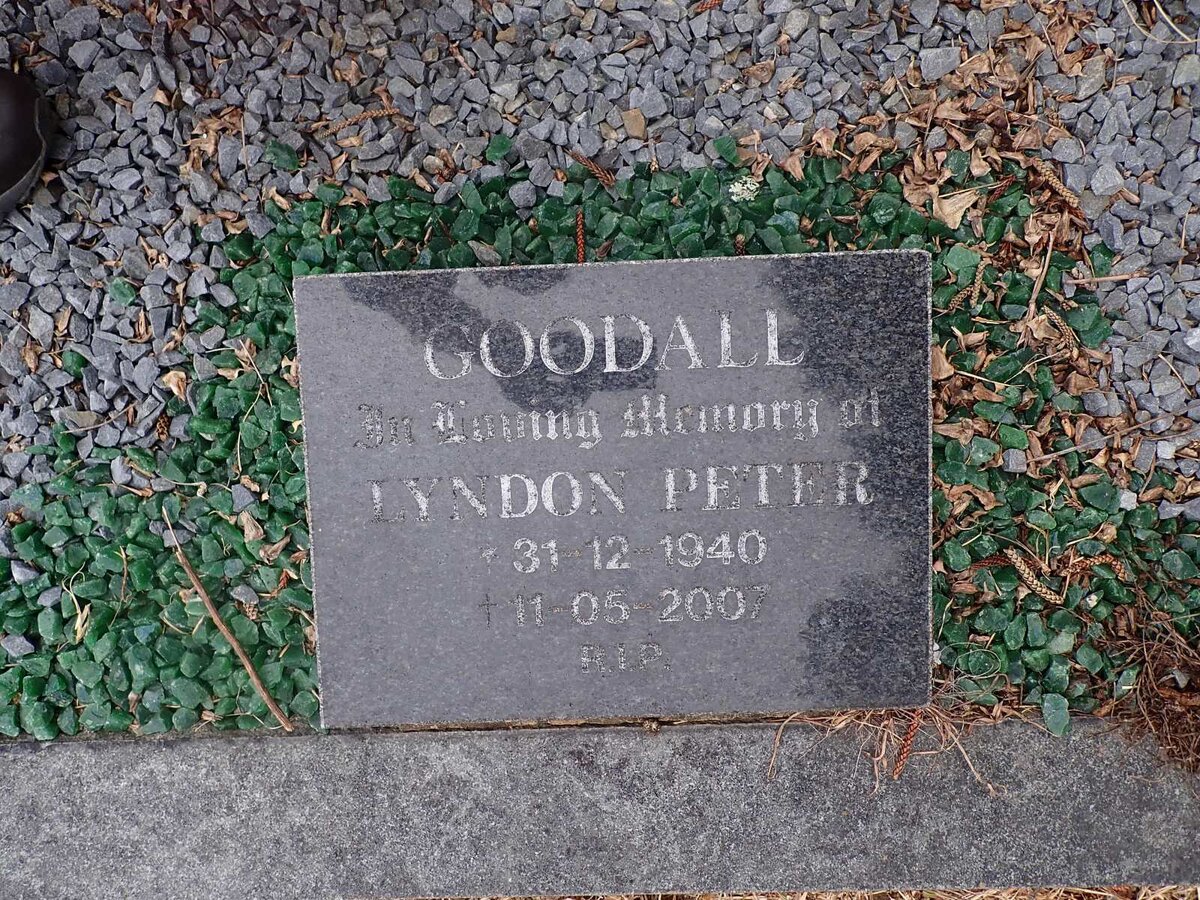 GOODALL
In Loving Memory of
LYNDON PETER
* 31-12-1940
† 11-05-2007
R.I.P.